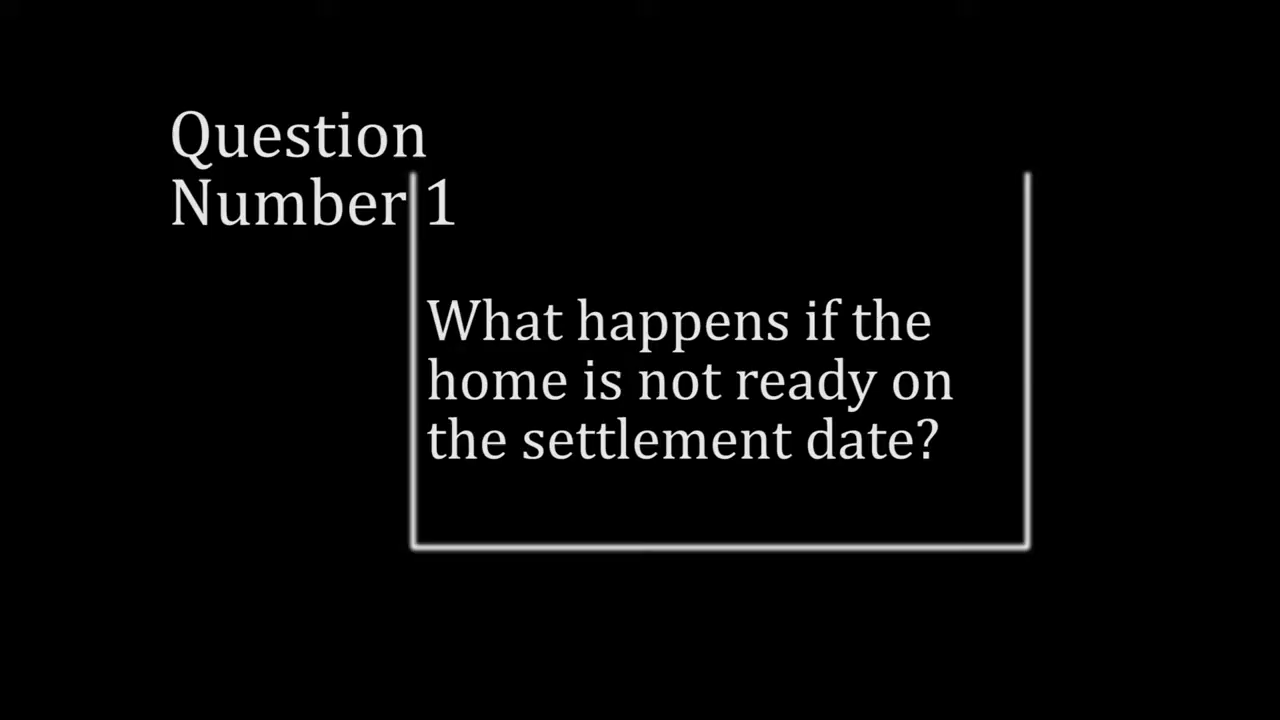 Question
Number 1
What happens if the
home is not ready on
the settlement date?